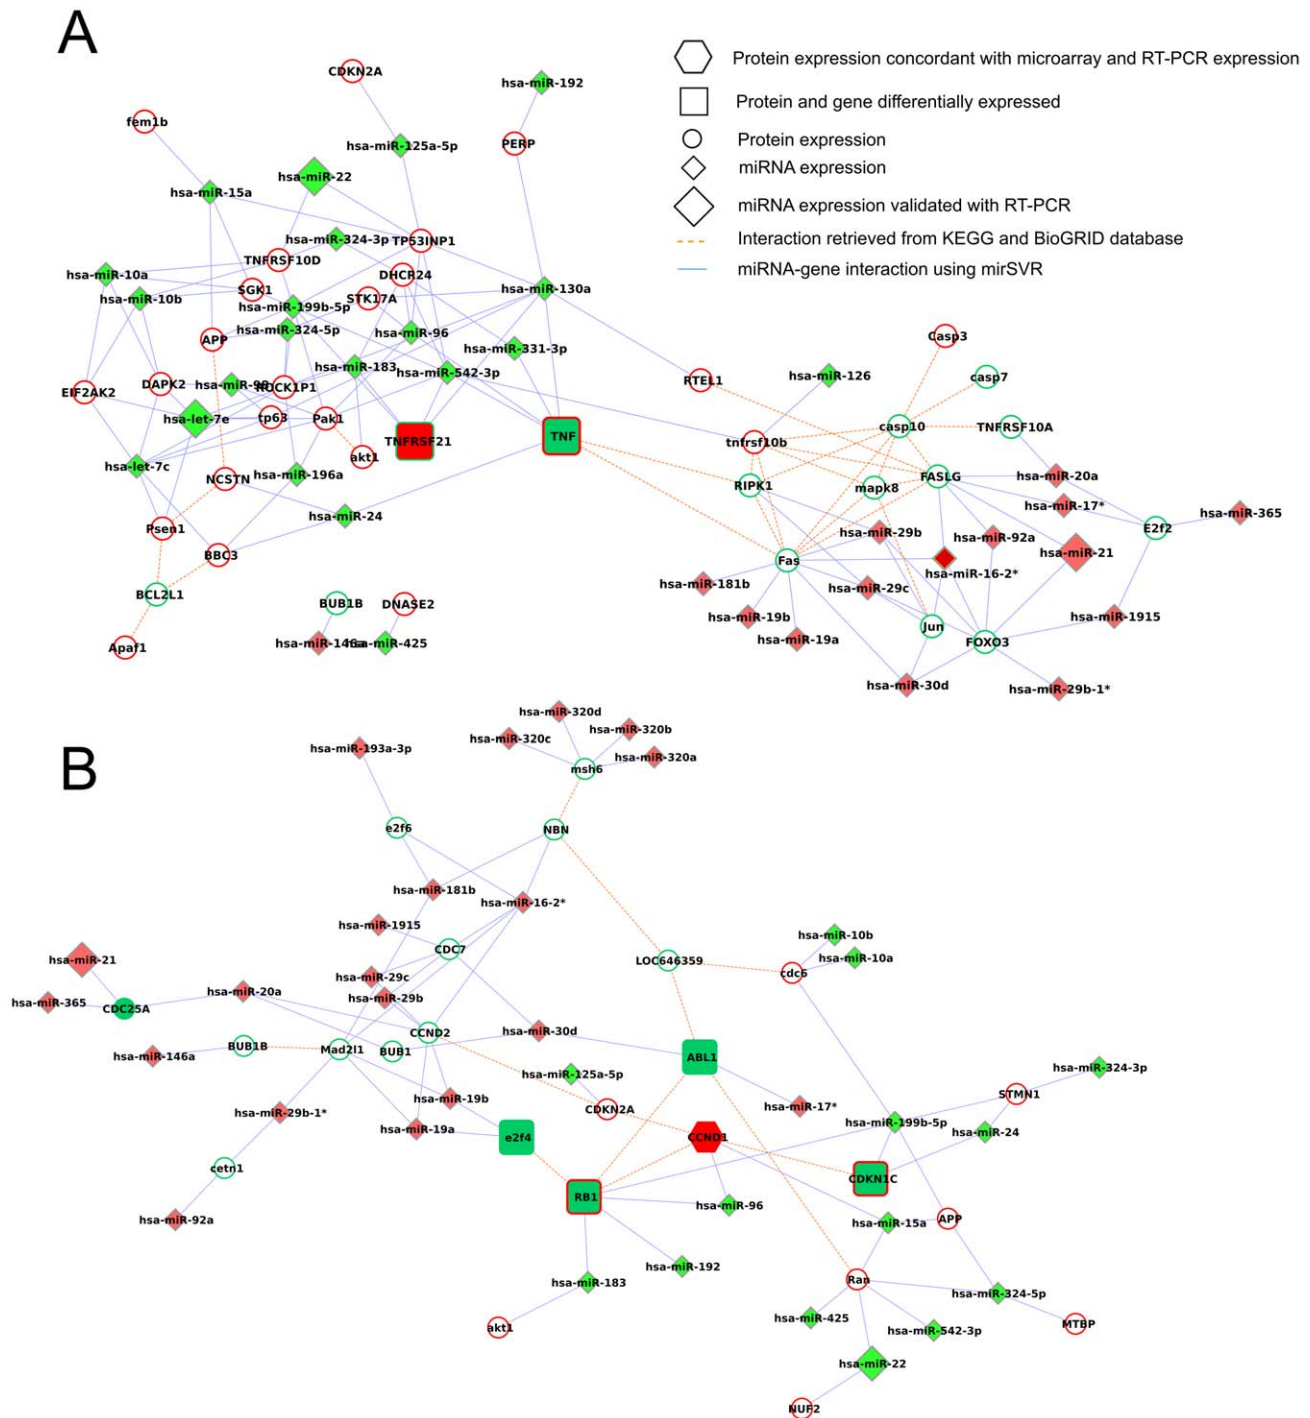 A
Protein expression concordant with microarray and RT-PCR expression
Protein and gene differentially expressed
Protein expression
miRNA expression
miRNA expression validated with RT-PCR
Interaction retrieved from KEGG and BioGRID database
miRNA-gene interaction using mirSVR
CDKN2A
hsa-miR-192
fem1b
PERP
hsa-miR-125a-5p
hsa-miR-22
hsa-miR-15a
hsa-miR-324-3p
TP53INP1
TNFRSF10D
hsa-miR-10a
DHCR24
SGK1
STK17A
hsa-miR-130a
hsa-miR-10b
hsa-miR-199b-5p
hsa-miR-324-5p
hsa-miR-96
APP
hsa-miR-331-3p
hsa-miR-183
hsa-miR-542-3p
EIF2AK2
DAPK2
hsa-miR-98
ROCK1P1
RTEL1
hsa-miR-126
Casp3
casp7
hsa-let-7e
tp63
Pak1
TNFRSF21
TNF
tnfrsf10b
casp10
TNFRSF10A
akt1
hsa-let-7c
NCSTN
hsa-miR-196a
RIPK1
mapk8
FASLG
hsa-miR-20a
hsa-miR-17*
hsa-miR-365
hsa-miR-24
Psen1
BBC3
E2f2
hsa-miR-29b
hsa-miR-92a
hsa-miR-21
Fas
hsa-miR-16-2*
BCL2L1
hsa-miR-181b
hsa-miR-29c
BUB1B
DNASE2
hsa-miR-19b
hsa-miR-1915
hsa-miR-19a
Jun
FOXO3
Apaf1
hsa-miR-146a
hsa-miR-425
hsa-miR-30d
hsa-miR-29b-1*
B
hsa-miR-320d
hsa-miR-320b
hsa-miR-320c
hsa-miR-193a-3p
hsa-miR-320a
msh6
e2f6
NBN
hsa-miR-181b
hsa-miR-16-2*
hsa-miR-1915
hsa-miR-10b
CDC7
hsa-miR-21
LOC646359
hsa-miR-10a
cdc6
hsa-miR-29c
hsa-miR-20a
hsa-miR-29b
hsa-miR-365
CDC25A
CCND2
hsa-miR-30d
BUB1B
Mad2l1
BUB1
hsa-miR-146a
ABL1
hsa-miR-125a-5p
hsa-miR-324-3p
STMN1
hsa-miR-19b
hsa-miR-29b-1*
CDKN2A
hsa-miR-17*
hsa-miR-199b-5p
hsa-miR-24
hsa-miR-19a
e2f4
CCND1
cetn1
CDKN1C
RB1
hsa-miR-96
hsa-miR-92a
hsa-miR-15a
APP
hsa-miR-192
hsa-miR-183
Ran
hsa-miR-324-5p
hsa-miR-425
akt1
hsa-miR-542-3p
MTBP
hsa-miR-22
NUF2